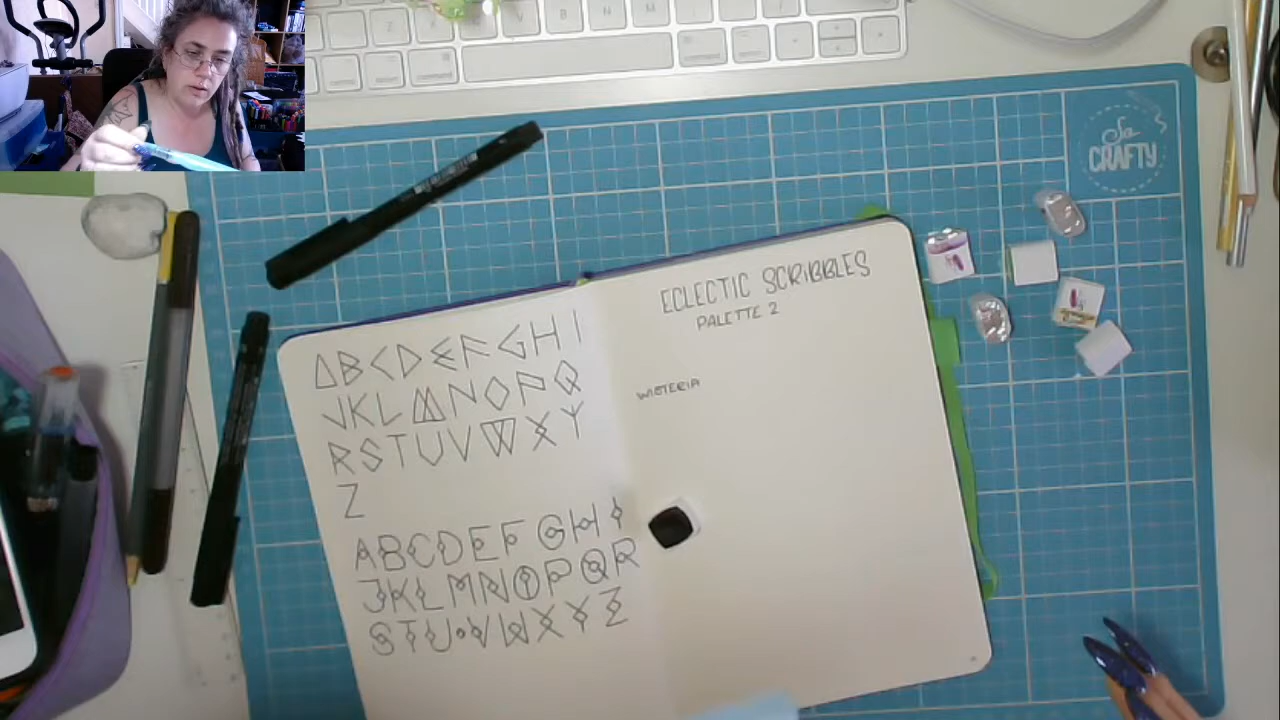 So
CRAFTY
ECLECTIC SCRIBBLES
PALETTE 2
WISTERIA
ABCDEFGHI
JKLMNOPQ
RSTUVWXY
Z
ABCDEFGHI
JKLMNOPQR
STUVWXYZ